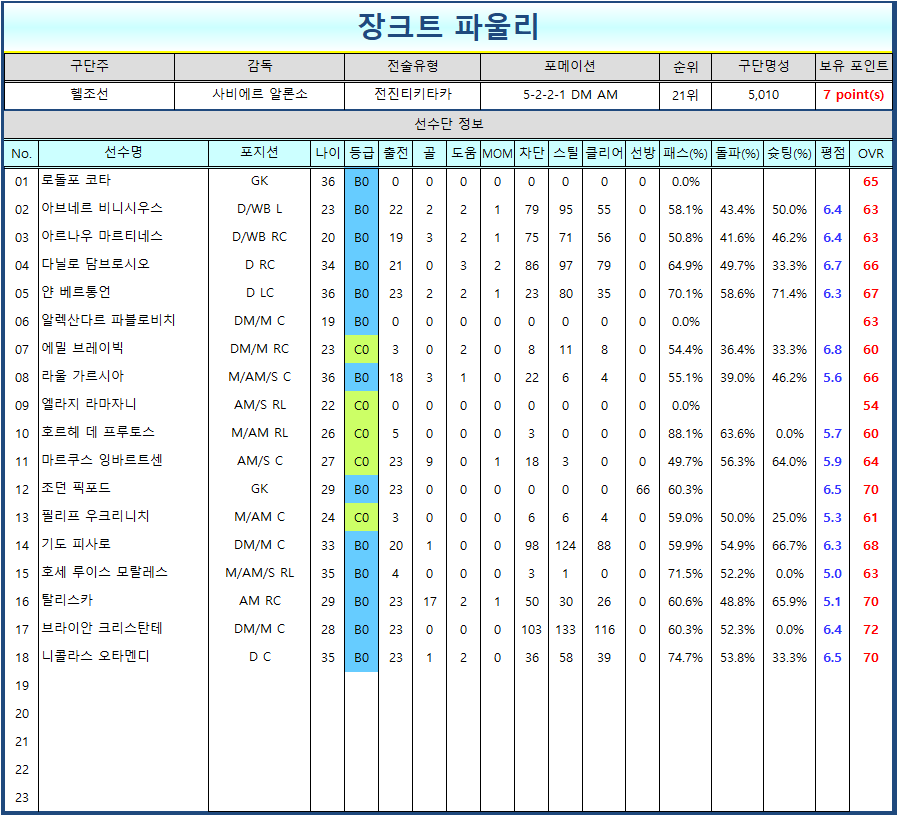 장크트 파울리
구단주 감독 전술유형 포메이션 순위 구단명성 보유 포인트
헬조선 사비에르 알론소 전진티키타카 5-2-2-1 DM AM 21위 5,010 7 point(s)
선수단 정보
No. 선수명 포지션 나이 등급 출전 골 도움 MOM 차단 스틸 클리어 선방 패스(%) 돌파(%) 슛팅(%) 평점 OVR
01 로돌포 코타 GK 36 B0 0 0 0 0 0 0 0 0 0.0% 65
02 아브네르 비니시우스 D/WB L 23 B0 22 2 2 1 79 95 55 0 58.1% 43.4% 50.0% 6.4 63
03 아르나우 마르티네스 D/WB RC 20 B0 19 3 2 1 75 71 56 0 50.8% 41.6% 46.2% 6.4 63
04 다닐로 담브로시오 D RC 34 B0 21 0 3 2 86 97 79 0 64.9% 49.7% 33.3% 6.7 66
05 얀 베르통언 D LC 36 B0 23 2 2 1 23 80 35 0 70.1% 58.6% 71.4% 6.3 67
06 알렉산다르 파블로비치 DM/M C 19 B0 0 0 0 0 0 0 0 0 0.0% 63
07 에밀 브레이빅 DM/M RC 23 C0 3 0 2 0 8 11 8 0 54.4% 36.4% 33.3% 6.8 60
08 라울 가르시아 M/AM/S C 36 B0 18 3 1 0 22 6 4 0 55.1% 39.0% 46.2% 5.6 66
09 엘라지 라마자니 AM/S RL 22 C0 0 0 0 0 0 0 0 0 0.0% 54
10 호르헤 데 프루토스 M/AM RL 26 C0 5 0 0 0 3 0 0 0 88.1% 63.6% 0.0% 5.7 60
11 마르쿠스 잉바르트센 AM/S C 27 C0 23 9 0 1 18 3 0 0 49.7% 56.3% 64.0% 5.9 64
12 조던 픽포드 GK 29 B0 23 0 0 0 0 0 0 66 60.3% 6.5 70
13 필리프 우크리니치 M/AM C 24 C0 3 0 0 0 6 6 4 0 59.0% 50.0% 25.0% 5.3 61
14 기도 피사로 DM/M C 33 B0 20 1 0 0 98 124 88 0 59.9% 54.9% 66.7% 6.3 68
15 호세 루이스 모랄레스 M/AM/S RL 35 B0 4 0 0 0 3 1 0 0 71.5% 52.2% 0.0% 5.0 63
16 탈리스카 AM RC 29 B0 23 17 2 1 50 30 26 0 60.6% 48.8% 65.9% 5.1 70
17 브라이안 크리스탄테 DM/M C 28 B0 23 0 0 0 103 133 116 0 60.3% 52.3% 0.0% 6.4 72
18 니콜라스 오타멘디 D C 35 B0 23 1 2 0 36 58 39 0 74.7% 53.8% 33.3% 6.5 70
19
20
21
22
23